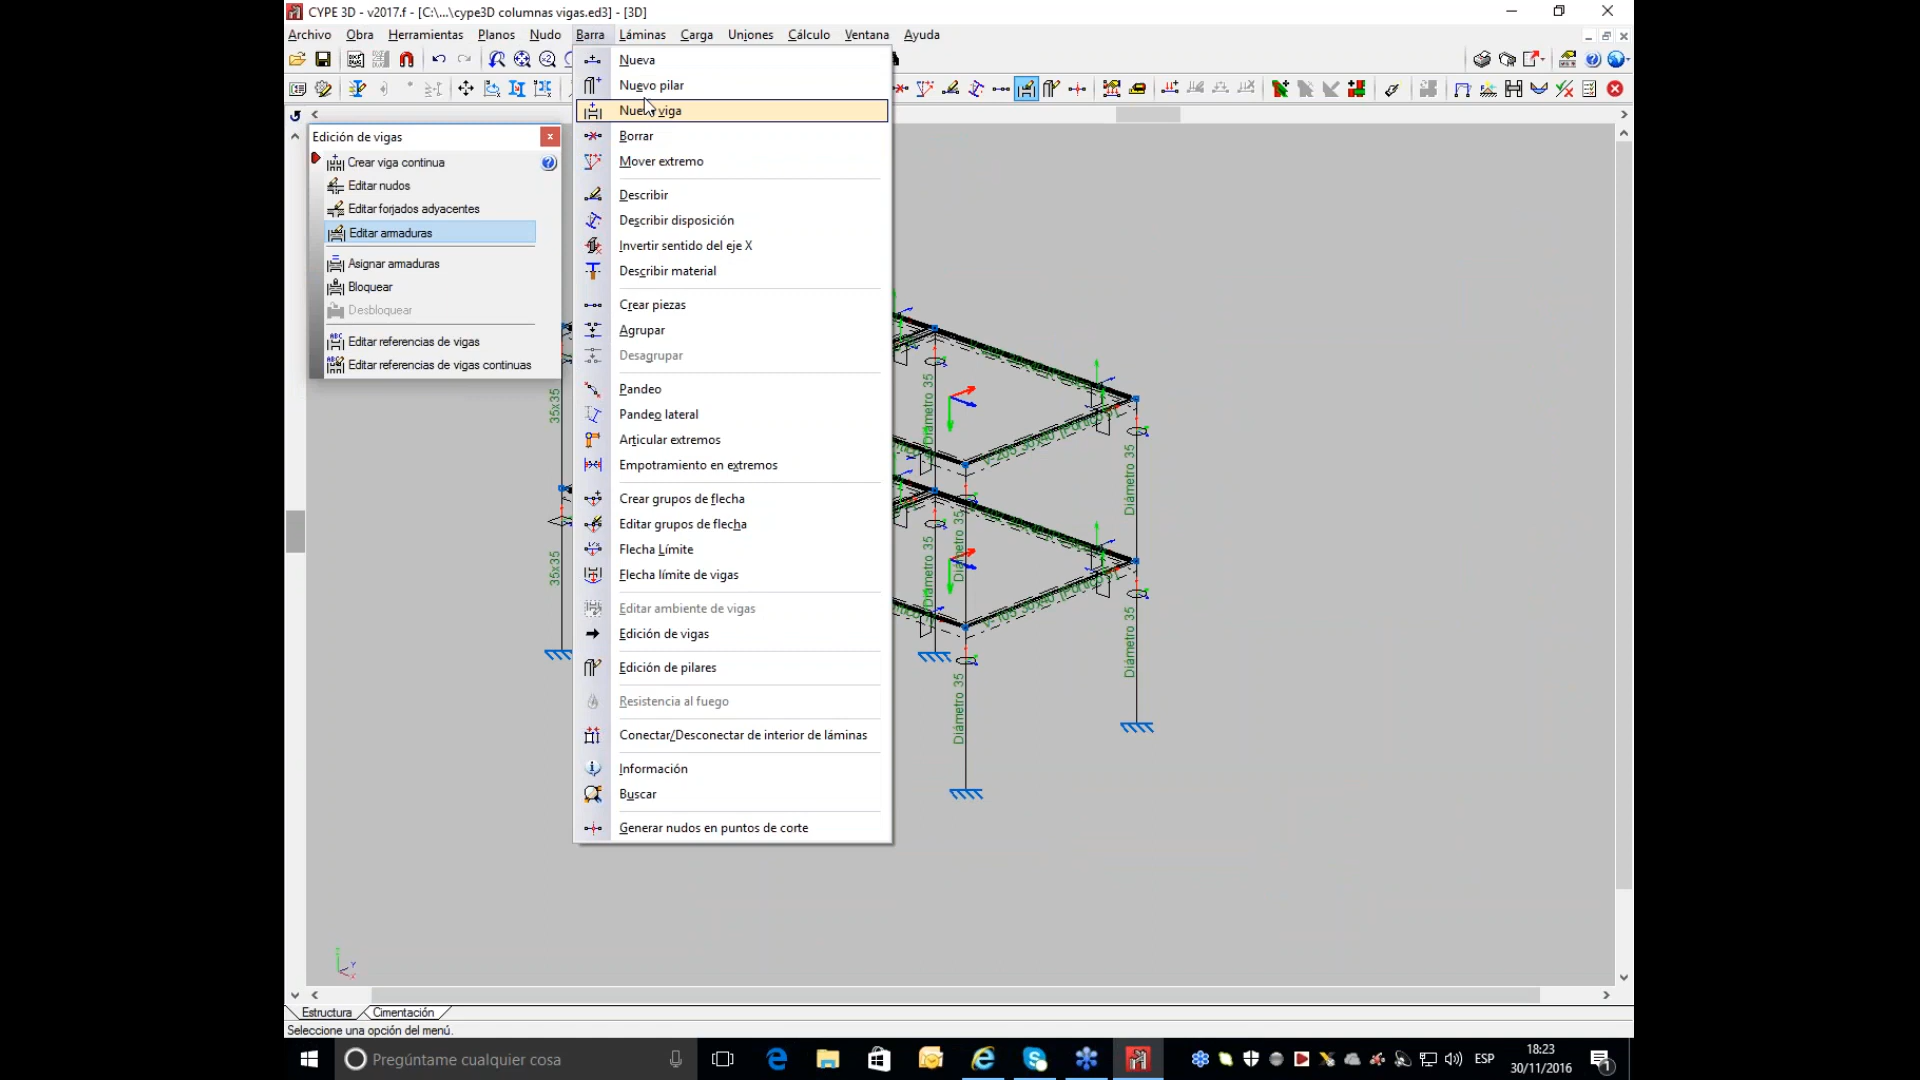 CYPE 3D - v2017.f - [C:\...\cype3D columnas vigas.ed3] - [3D]
Archivo Obra Herramientas Planos Nudo Barra Láminas Carga Uniones Cálculo Ventana Ayuda
Edición de vigas
Crear viga continua
Editar nudos
Editar forjados adyacentes
Editar armaduras
Asignar armaduras
Bloquear
Desbloquear
Editar referencias de vigas
Editar referencias de vigas continuas
Nueva
Nuevo pilar
Nueva viga
Borrar
Mover extremo
Describir
Describir disposición
Invertir sentido del eje X
Describir material
Crear piezas
Agrupar
Desagrupar
Pandeo
Pandeo lateral
Articular extremos
Empotramiento en extremos
Crear grupos de flecha
Editar grupos de flecha
Flecha Límite
Flecha límite de vigas
Editar ambiente de vigas
Edición de vigas
Edición de pilares
Resistencia al fuego
Conectar/Desconectar de interior de láminas
Información
Buscar
Generar nudos en puntos de corte
35x35
35x35
Diámetro 35
Diámetro 35
Diámetro 35
Diámetro 35
Diámetro 35
Diámetro 35
Estructura Cimentación
Seleccione una opción del menú.
Pregúntame cualquier cosa
ESP
18:23
30/11/2016